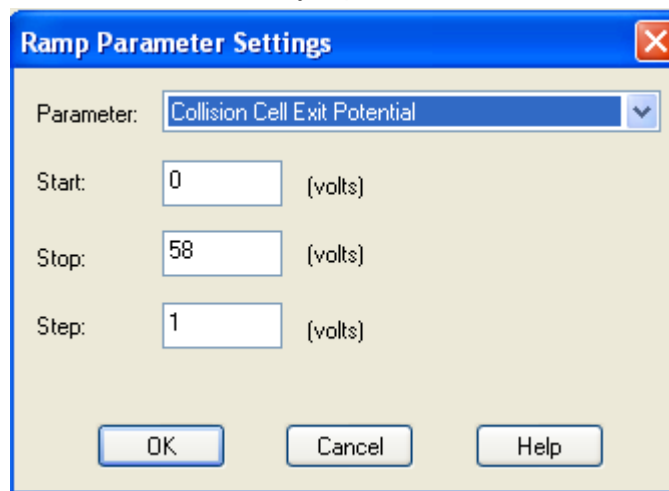 Ramp Parameter Settings
Parameter: Collision Cell Exit Potential
Start: 0 (volts)
Stop: 58 (volts)
Step: 1 (volts)
OK Cancel Help